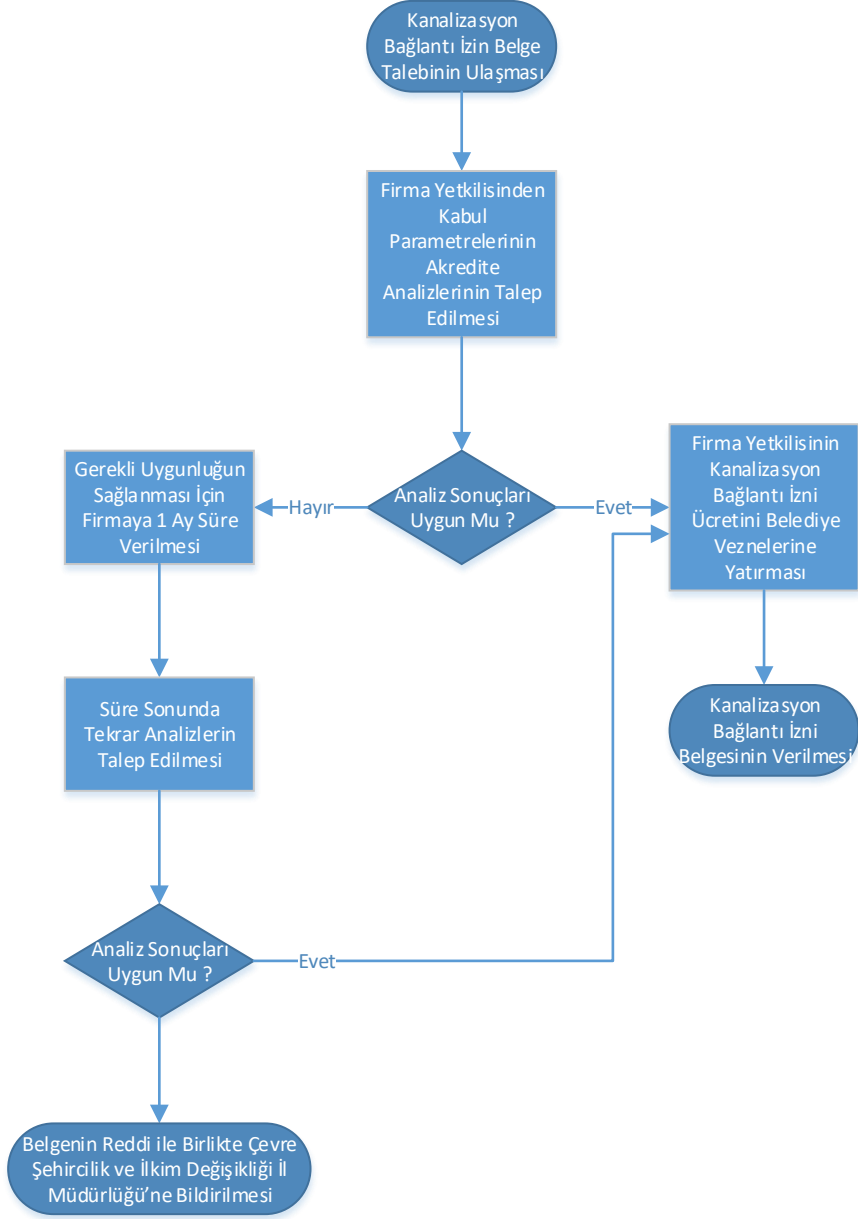 Kanalizasyon
Bağlantı İzin Belge
Talebinin Ulaşması
Firma Yetkilisinden
Kabul
Parametrelerinin
Akredite
Analizlerinin Talep
Edilmesi
Analiz Sonuçları
Uygun Mu ?
Hayır
Evet
Gerekli Uygunluğun
Sağlanması İçin
Firmaya 1 Ay Süre
Verilmesi
Firma Yetkilisinin
Kanalizasyon
Bağlantı İzni
Ücretini Belediye
Veznelerine
Yatırması
Süre Sonunda
Tekrar Analizlerin
Talep Edilmesi
Kanalizasyon
Bağlantı İzni
Belgesinin Verilmesi
Analiz Sonuçları
Uygun Mu ?
Evet
Belgenin Reddi ile Birlikte Çevre
Şehircilik ve İlkim Değişikliği İl
Müdürlüğü'ne Bildirilmesi